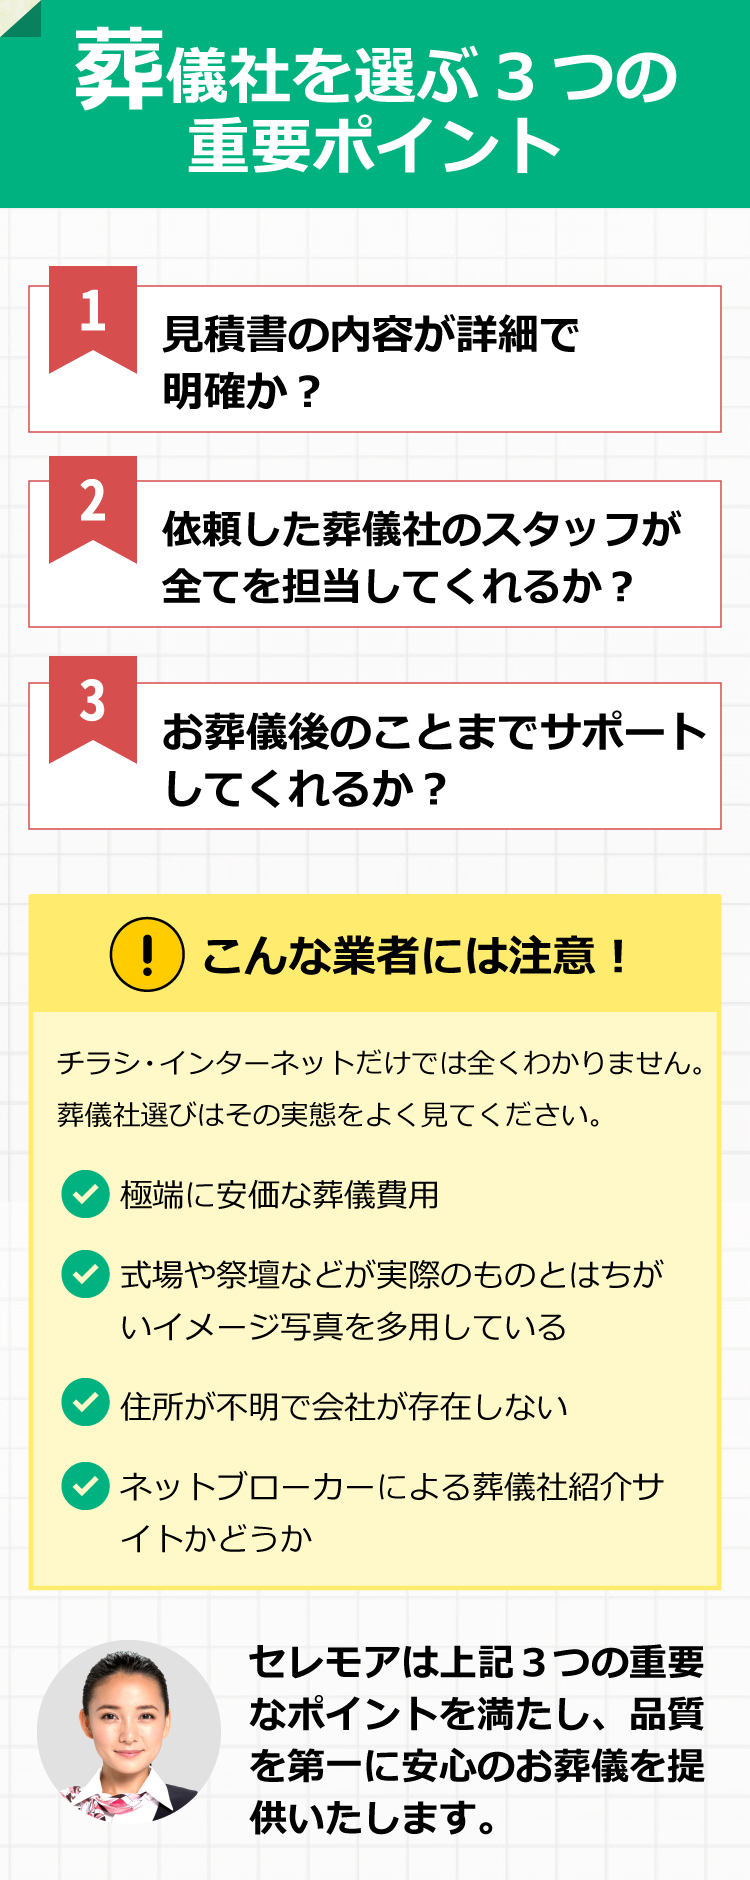 葬儀社を選ぶ3つの
重要ポイント
1
見積書の内容が詳細で
明確か？
2
依頼した葬儀社のスタッフが
全てを担当してくれるか？
3
お葬儀後のことまでサポート
してくれるか？
こんな業者には注意！
チラシ・インターネットだけでは全くわかりません。
葬儀社選びはその実態をよく見てください。
極端に安価な葬儀費用
式場や祭壇などが実際のものとはちが
いイメージ写真を多用している
住所が不明で会社が存在しない
ネットブローカーによる葬儀社紹介サ
イトかどうか
セレモアは上記３つの重要
なポイントを満たし、品質
を第一に安心のお葬儀を提
供いたします。